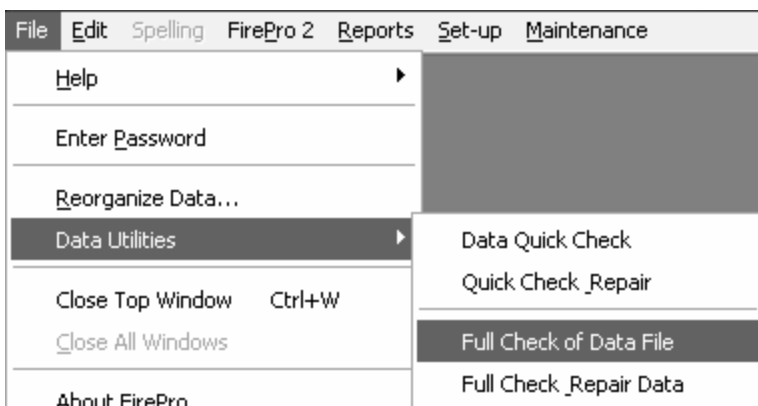 File Edit Spelling FirePro 2 Reports Set-up Maintenance
Help
Enter Password
Reorganize Data...
Data Utilities
Data Quick Check
Quick Check _Repair
Close Top Window Ctrl+W
Full Check of Data File
Close All Windows
Full Check _Repair Data
About FirePro